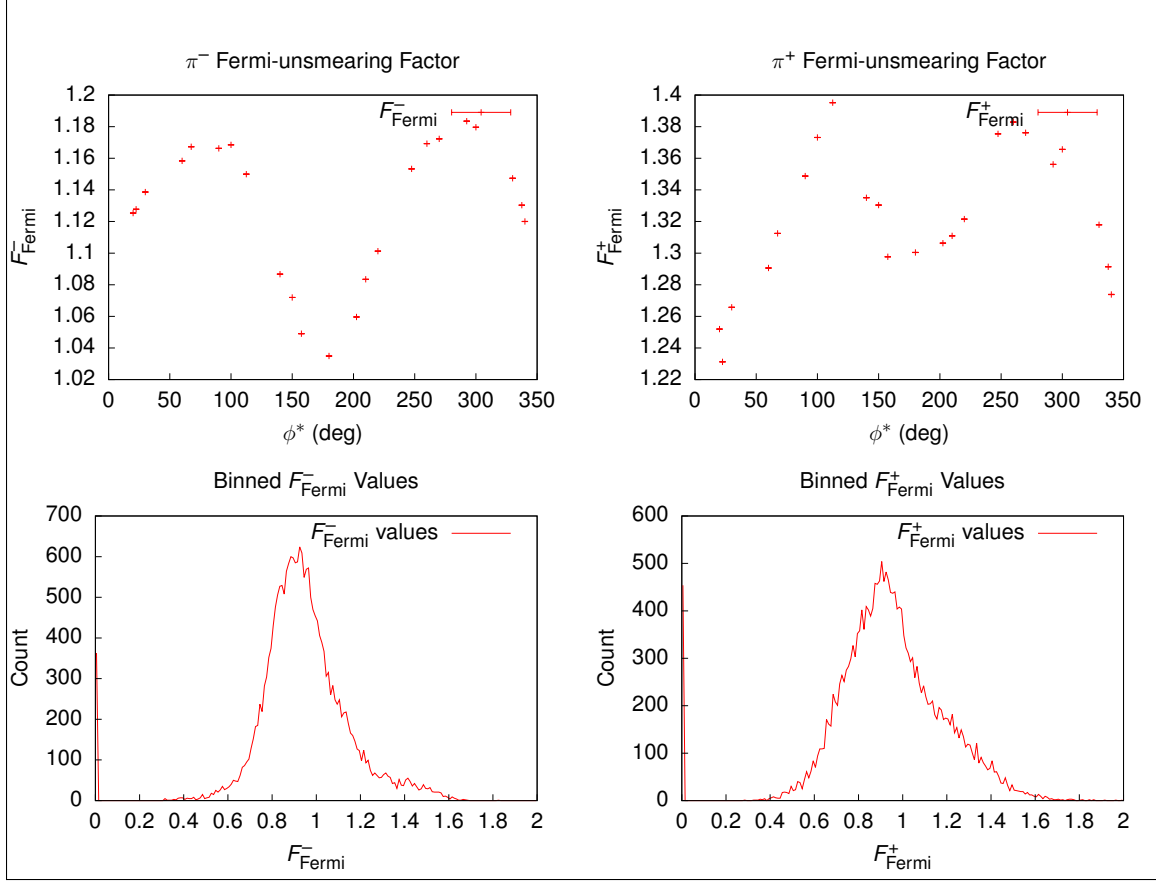 π− Fermi-unsmearing Factor
F−Fermi
1.2
1.18
1.16
1.14
1.12
1.1
1.08
1.06
1.04
1.02
F−Fermi
0 50 100 150 200 250 300 350
ϕ* (deg)
π+ Fermi-unsmearing Factor
F+Fermi
1.4
1.38
1.36
1.34
1.32
1.3
1.28
1.26
1.24
1.22
F+Fermi
0 50 100 150 200 250 300 350
ϕ* (deg)
Binned F−Fermi Values
F−Fermi values
700
600
500
400
300
200
100
0
Count
0 0.2 0.4 0.6 0.8 1 1.2 1.4 1.6 1.8 2
F−Fermi
Binned F+Fermi Values
F+Fermi values
600
500
400
300
200
100
0
Count
0 0.2 0.4 0.6 0.8 1 1.2 1.4 1.6 1.8 2
F+Fermi